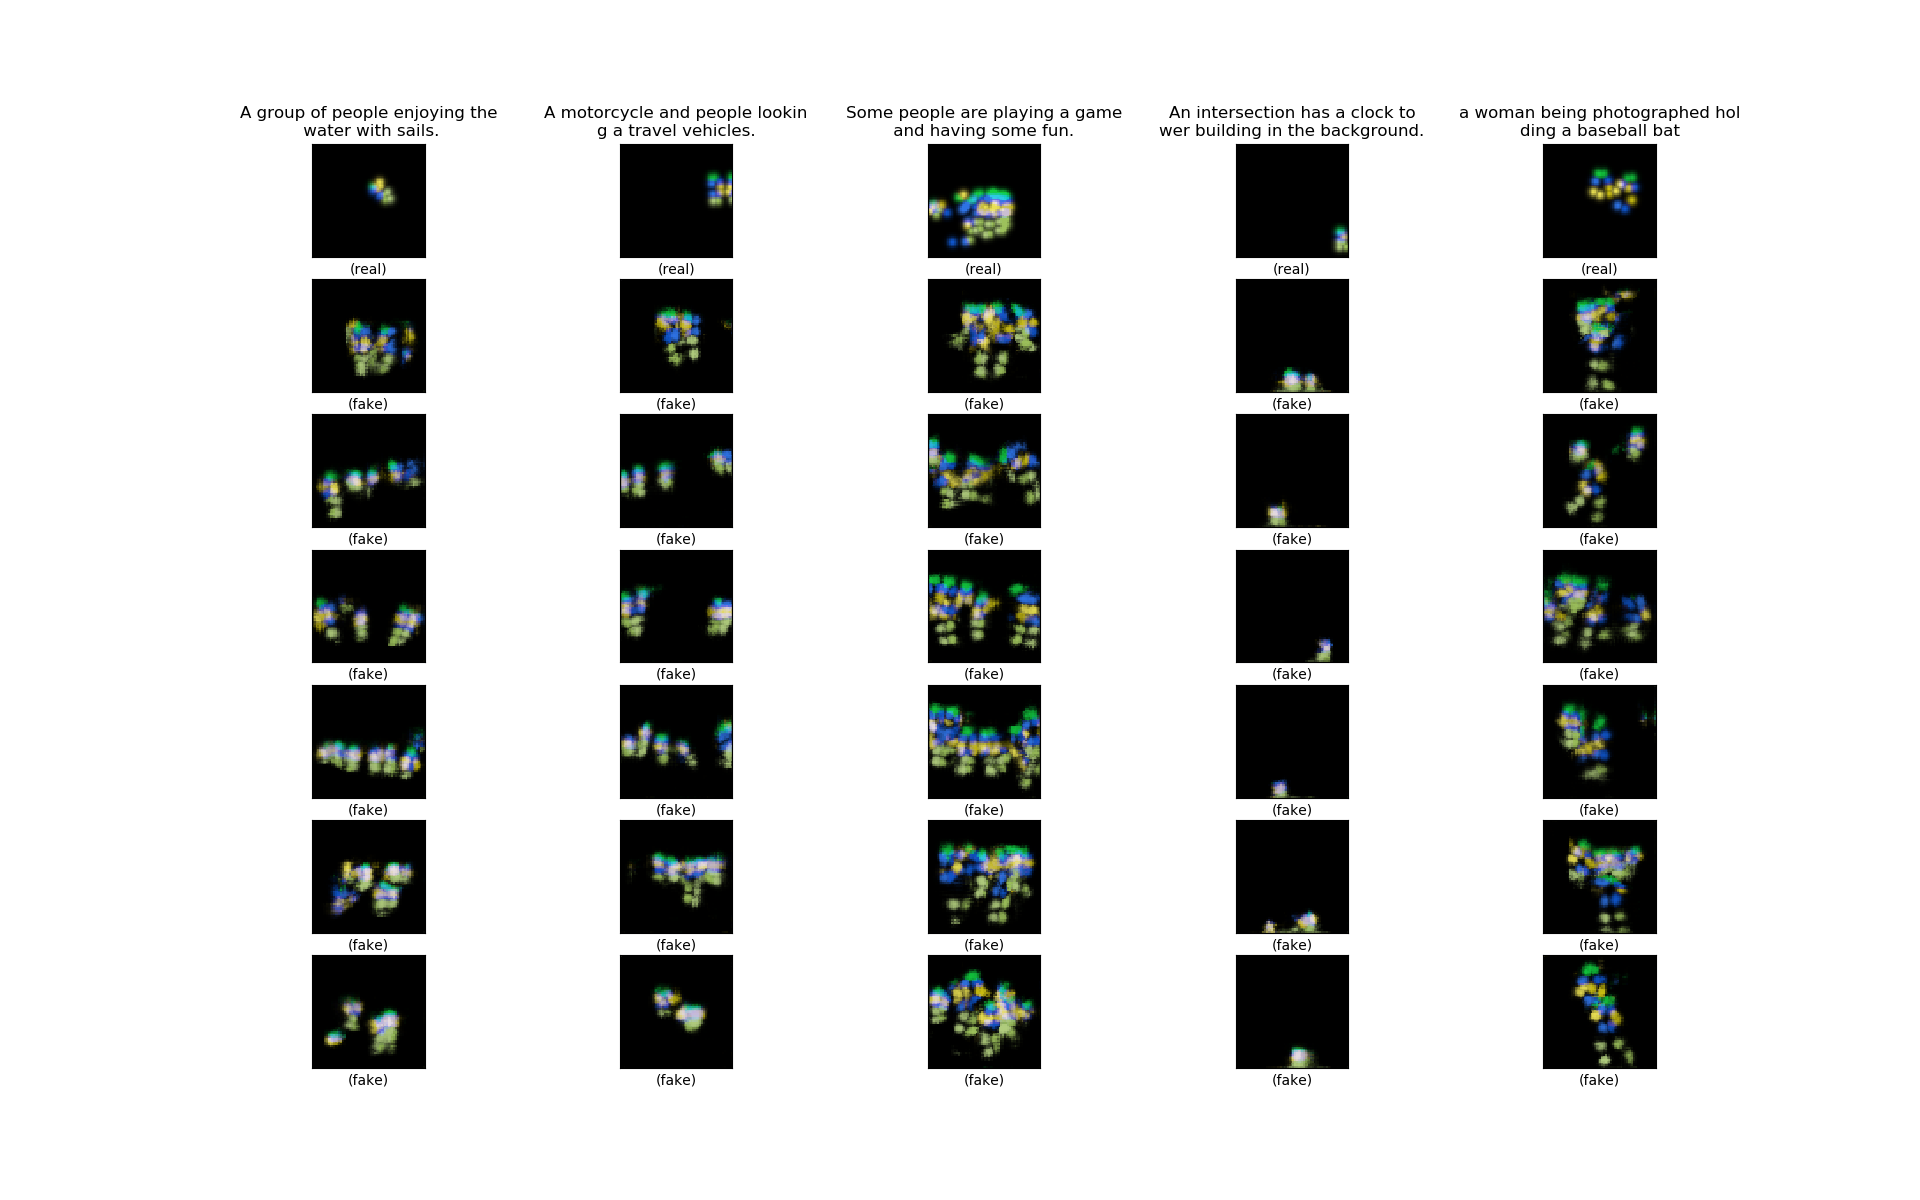 A group of people enjoying the
water with sails.
A motorcycle and people lookin
g a travel vehicles.
Some people are playing a game
and having some fun.
An intersection has a clock to
wer building in the background.
a woman being photographed hol
ding a baseball bat
(real) (real) (real) (real) (real)
(fake) (fake) (fake) (fake) (fake)
(fake) (fake) (fake) (fake) (fake)
(fake) (fake) (fake) (fake) (fake)
(fake) (fake) (fake) (fake) (fake)
(fake) (fake) (fake) (fake) (fake)
(fake) (fake) (fake) (fake) (fake)